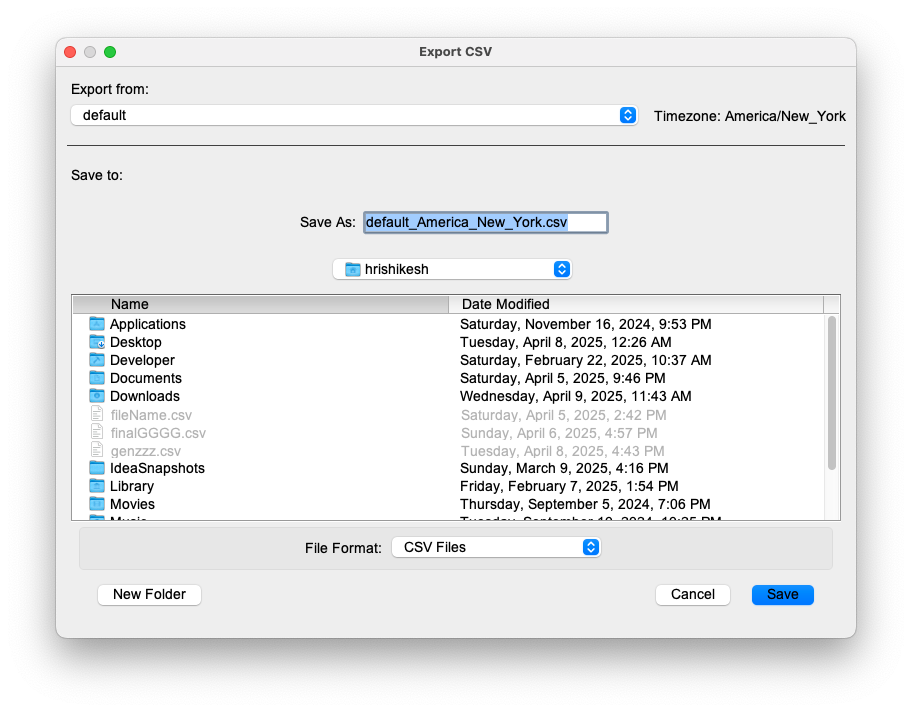 Export CSV
Export from:
default
Timezone: America/New_York
Save to:
Save As: default_America_New_York.csv
hrishikesh
Name Date Modified
Applications Saturday, November 16, 2024, 9:53 PM
Desktop Tuesday, April 8, 2025, 12:26 AM
Developer Saturday, February 22, 2025, 10:37 AM
Documents Saturday, April 5, 2025, 9:46 PM
Downloads Wednesday, April 9, 2025, 11:43 AM
fileName.csv Saturday, April 5, 2025, 2:42 PM
finalGGGG.csv Sunday, April 6, 2025, 4:57 PM
genzzz.csv Tuesday, April 8, 2025, 4:43 PM
IdeaSnapshots Sunday, March 9, 2025, 4:16 PM
Library Friday, February 7, 2025, 1:54 PM
Movies Thursday, September 5, 2024, 7:06 PM
File Format: CSV Files
New Folder Cancel Save